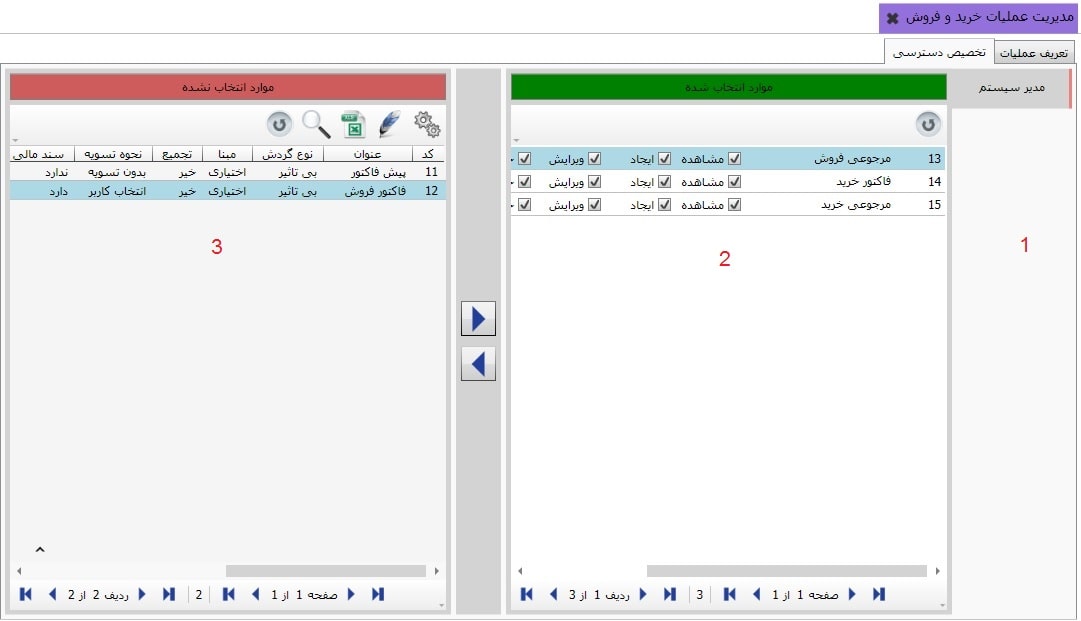 مدیریت عملیات خرید و فروش
تعریف عملیات
تخصیص دسترسی
مدیر سیستم
1
موارد انتخاب شده
13 مرجوعی فروش مشاهده ایجاد ویرایش
14 فاکتور خرید مشاهده ایجاد ویرایش
15 مرجوعی خرید مشاهده ایجاد ویرایش
2
صفحه 1 از 1
3
ردیف 1 از 3
موارد انتخاب نشده
کد عنوان نوع گردش مبنا تجمیع نحوه تسویه سند مالی
11 پیش فاکتور بی تاثیر اختیاری خیر بدون تسویه ندارد
12 فاکتور فروش بی تاثیر اختیاری خیر انتخاب کاربر دارد
3
صفحه 1 از 1
2
ردیف 2 از 2